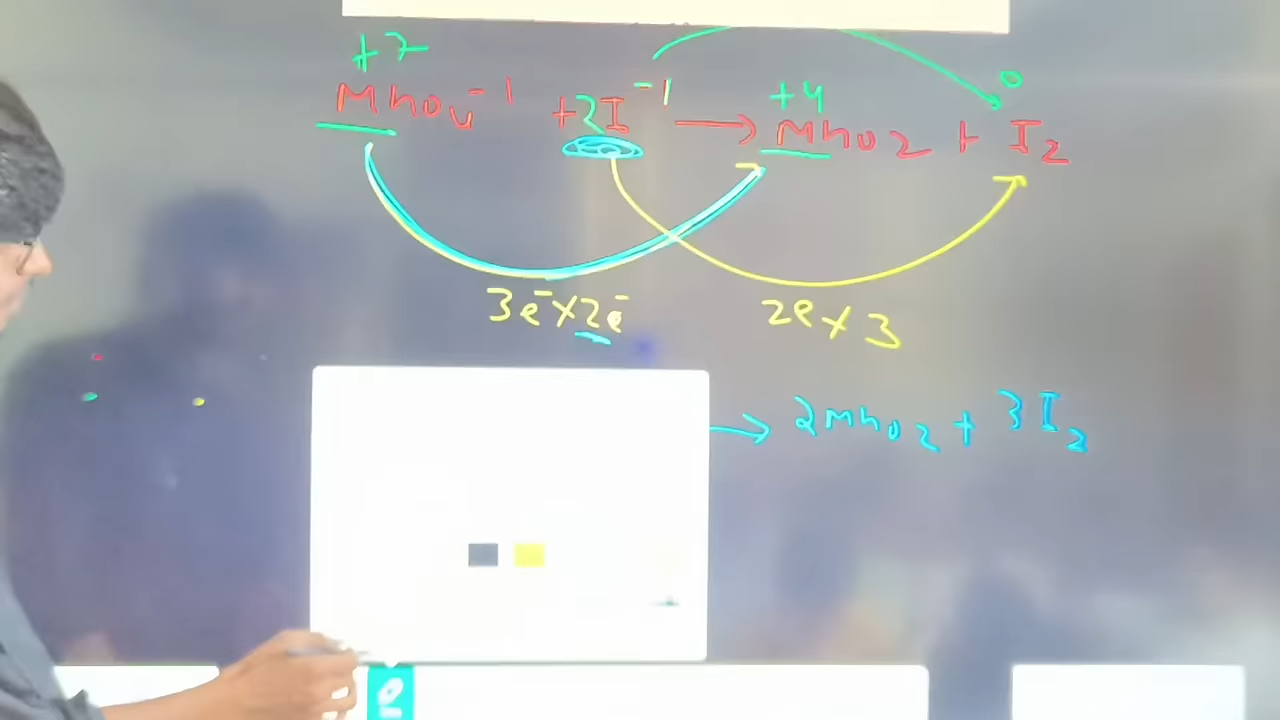 +7 +4 0
MnO4^-1 + 2I^-1 → MnO2 + I2
3e^- × 2e^- 2e × 3
→ 2MnO2 + 3I2